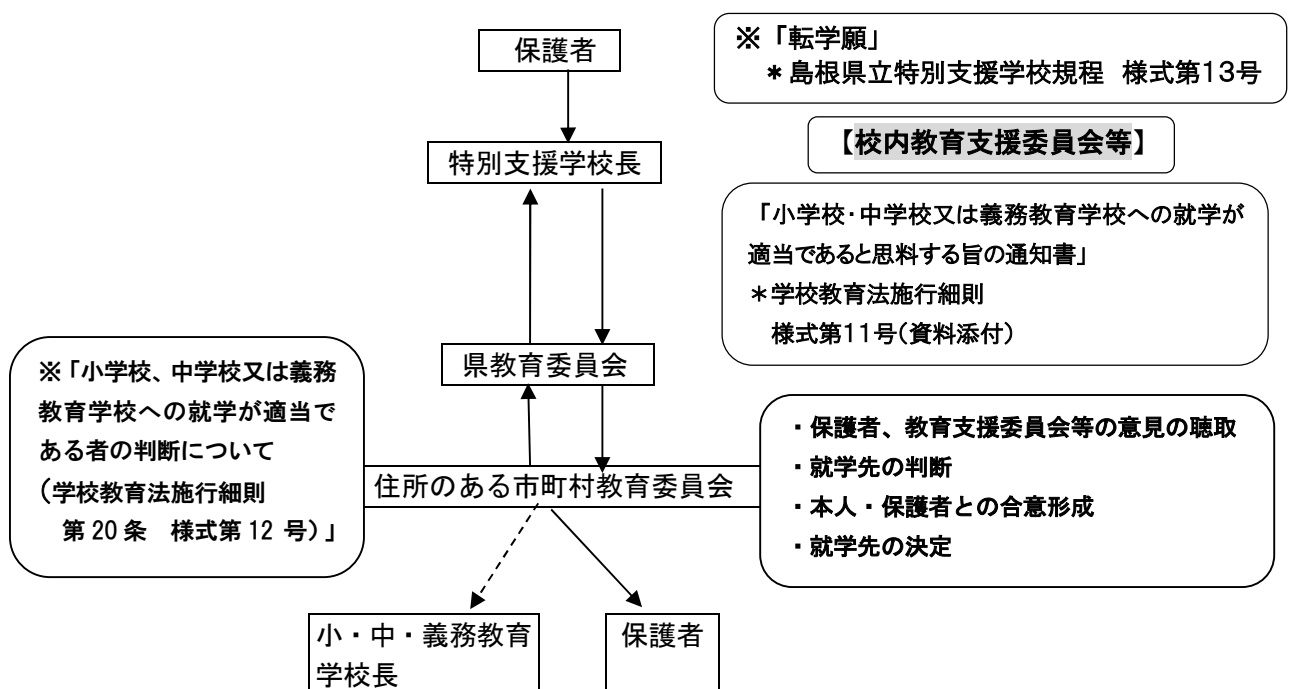 保護者
※「転学願」
＊島根県立特別支援学校規程　様式第１３号
【校内教育支援委員会等】
特別支援学校長
「小学校・中学校又は義務教育学校への就学が
適当であると思料する旨の通知書」
＊学校教育法施行細則
様式第１１号（資料添付）
県教育委員会
※「小学校、中学校又は義務
教育学校への就学が適当で
ある者の判断について
（学校教育法施行細則
第 20 条　様式第 12 号）」
・保護者、教育支援委員会等の意見の聴取
・就学先の判断
・本人・保護者との合意形成
・就学先の決定
住所のある市町村教育委員会
小・中・義務教育
学校長
保護者